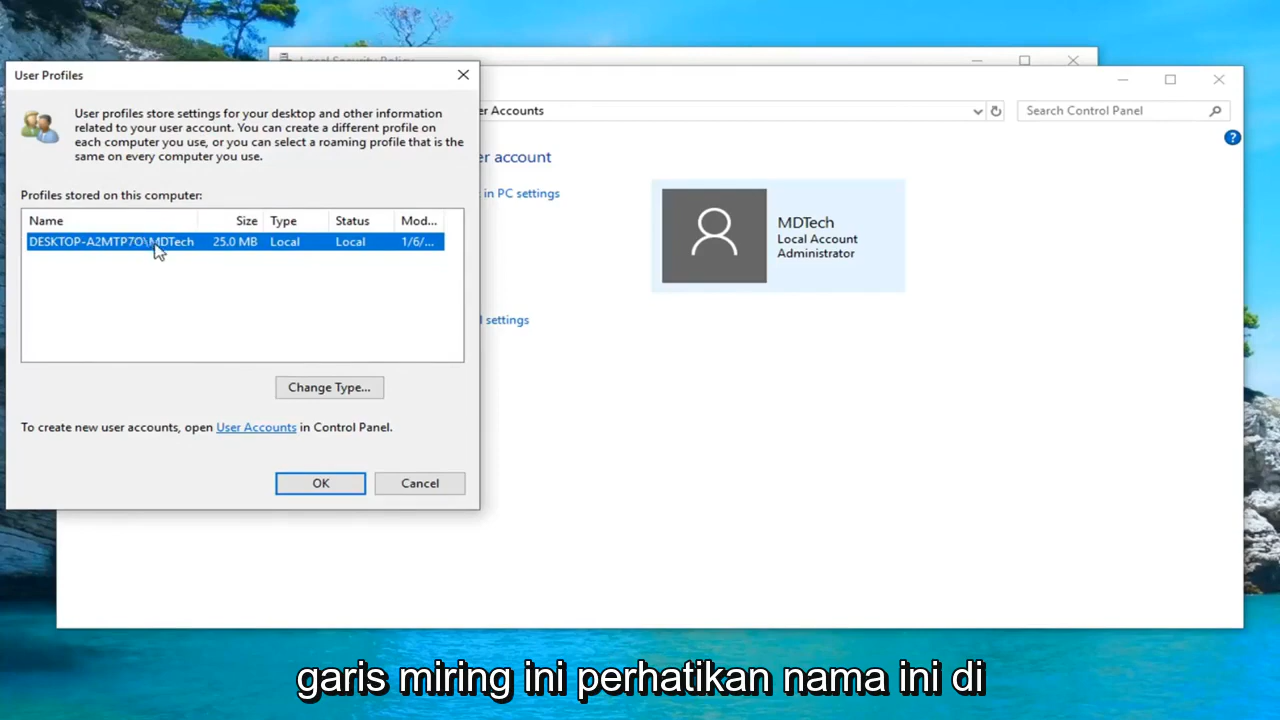 Local Security Policy
User Profiles
User profiles store settings for your desktop and other information
related to your user account. You can create a different profile on
each computer you use, or you can select a roaming profile that is the
same on every computer you use.
Profiles stored on this computer:
Name Size Type Status Mod...
DESKTOP-A2MTP7O\MDTech 25.0 MB Local Local 1/6/...
Change Type...
To create new user accounts, open User Accounts in Control Panel.
OK Cancel
er Accounts
Search Control Panel
?
er account
in PC settings
MDTech
Local Account
Administrator
l settings
garis miring ini perhatikan nama ini di